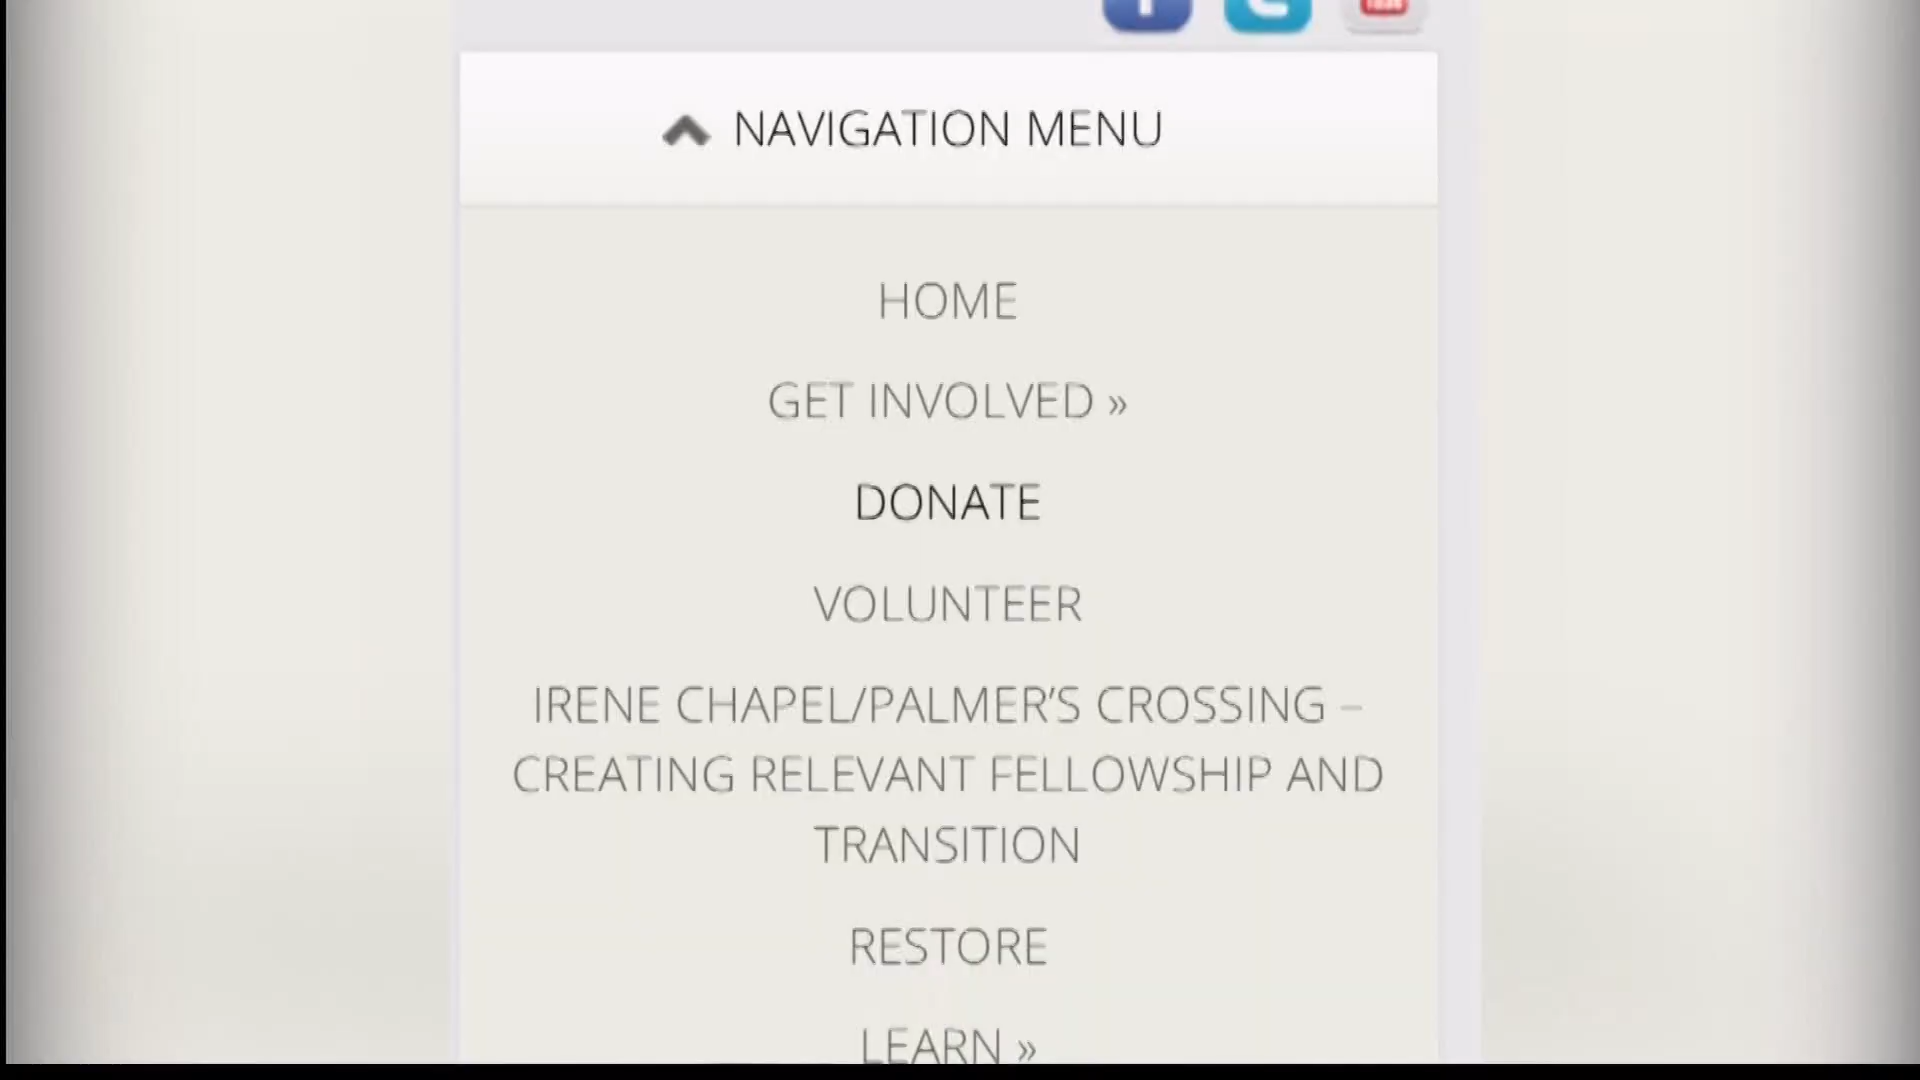 NAVIGATION MENU
HOME
GET INVOLVED »
DONATE
VOLUNTEER
IRENE CHAPEL/PALMER’S CROSSING –
CREATING RELEVANT FELLOWSHIP AND
TRANSITION
RESTORE
LEARN »